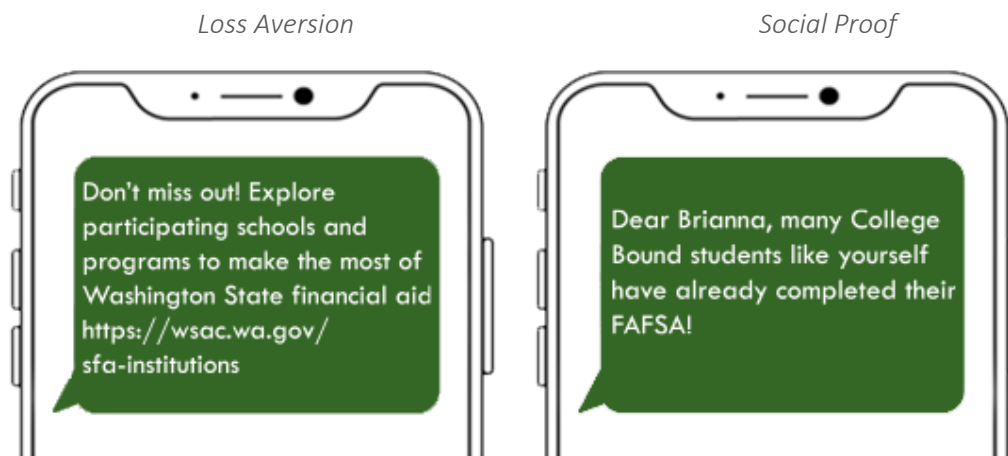 Loss Aversion
Don't miss out! Explore
participating schools and
programs to make the most of
Washington State financial aid
https://wsac.wa.gov/
sfa-institutions
Social Proof
Dear Brianna, many College
Bound students like yourself
have already completed their
FAFSA!